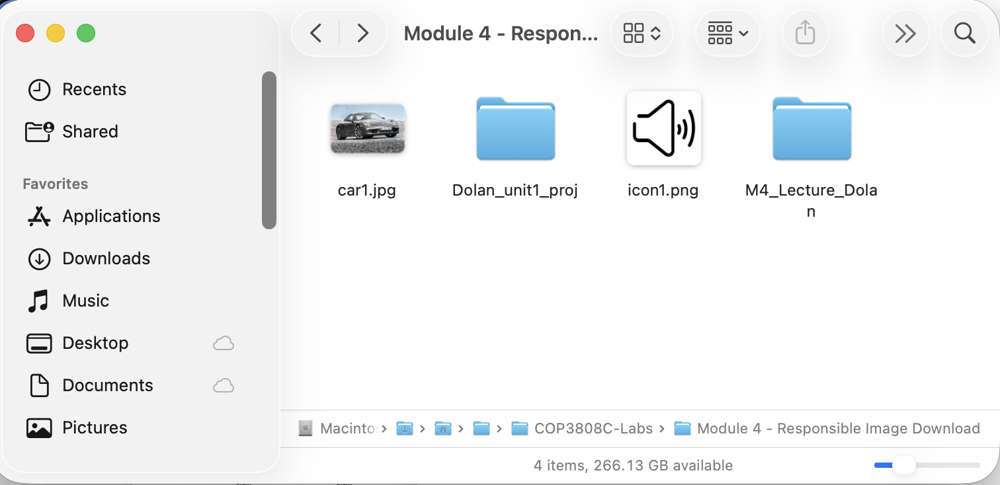 Module 4 - Respon...
Recents
Shared
Favorites
Applications
Downloads
Music
Desktop
Documents
Pictures
car1.jpg
Dolan_unit1_proj
icon1.png
M4_Lecture_Dola
n
Macinto › › › › COP3808C-Labs › Module 4 - Responsible Image Download
4 items, 266.13 GB available